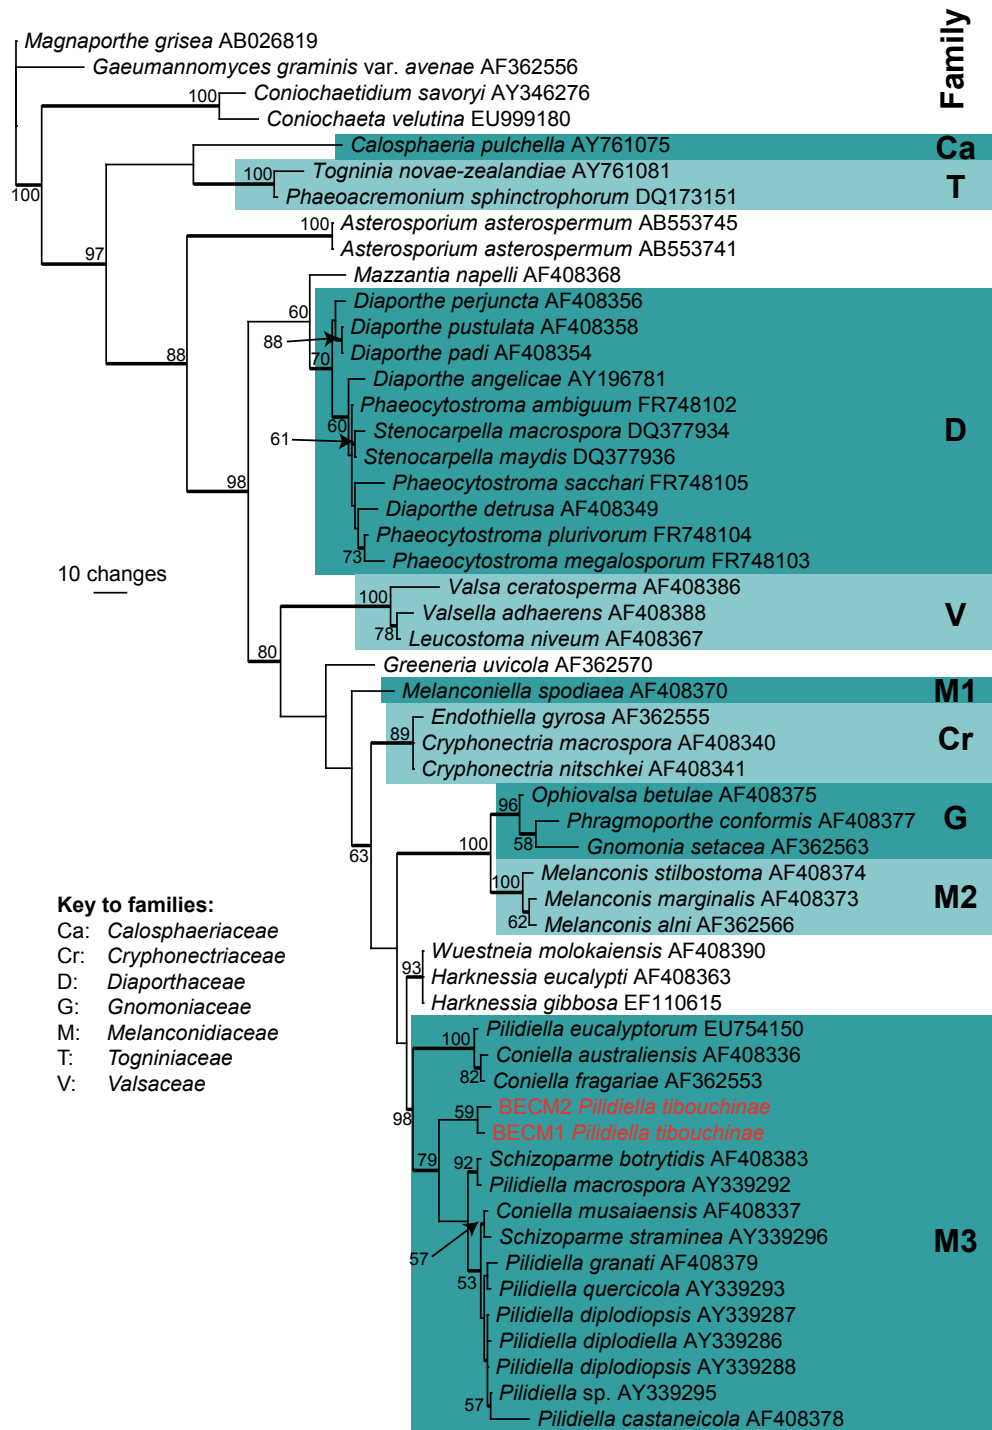 Family
Magnaporthe grisea AB026819
Gaeumannomyces graminis var. avenae AF362556
100 Coniochaetidium savoryi AY346276
Coniochaeta velutina EU999180
Calosphaeria pulchella AY761075 Ca
100 Togninia novae-zealandiae AY761081 T
100 Phaeoacremonium sphinctrophorum DQ173151
100 Asterosporium asterospermum AB553745
97 Asterosporium asterospermum AB553741
Mazzantia napelli AF408368
60 Diaporthe perjuncta AF408356
Diaporthe pustulata AF408358
88 Diaporthe padi AF408354
88 70 Diaporthe angelicae AY196781
Phaeocytostroma ambiguum FR748102
60 Stenocarpella macrospora DQ377934 D
61 Stenocarpella maydis DQ377936
98 Phaeocytostroma sacchari FR748105
Diaporthe detrusa AF408349
Phaeocytostroma plurivorum FR748104
73 Phaeocytostroma megalosporum FR748103
10 changes
Valsa ceratosperma AF408386
100 Valsella adhaerens AF408388 V
78 Leucostoma niveum AF408367
80 Greeneria uvicola AF362570
Melanconiella spodiaea AF408370 M1
Endothiella gyrosa AF362555
89 Cryphonectria macrospora AF408340 Cr
Cryphonectria nitschkei AF408341
96 Ophiovalsa betulae AF408375
Phragmoporthe conformis AF408377 G
63 100 58 Gnomonia setacea AF362563
Melanconis stilbostoma AF408374
100 Melanconis marginalis AF408373 M2
62 Melanconis alni AF362566
Wuestneia molokaiensis AF408390
93 Harknessia eucalypti AF408363
Harknessia gibbosa EF110615
Key to families:
Ca: Calosphaeriaceae
Cr: Cryphonectriaceae
D: Diaporthaceae
G: Gnomoniaceae
M: Melanconidiaceae
T: Togniniaceae
V: Valsaceae
Pilidiella eucalyptorum EU754150
100 Coniella australiensis AF408336
82 Coniella fragariae AF362553
BECM2 Pilidiella tibouchinae
98 59 BECM1 Pilidiella tibouchinae
79 92 Schizoparme botrytidis AF408383
Pilidiella macrospora AY339292
Coniella musaiaensis AF408337
57 Schizoparme straminea AY339296 M3
Pilidiella granati AF408379
53 Pilidiella quercicola AY339293
Pilidiella diplodiopsis AY339287
Pilidiella diplodiella AY339286
Pilidiella diplodiopsis AY339288
Pilidiella sp. AY339295
57 Pilidiella castaneicola AF408378